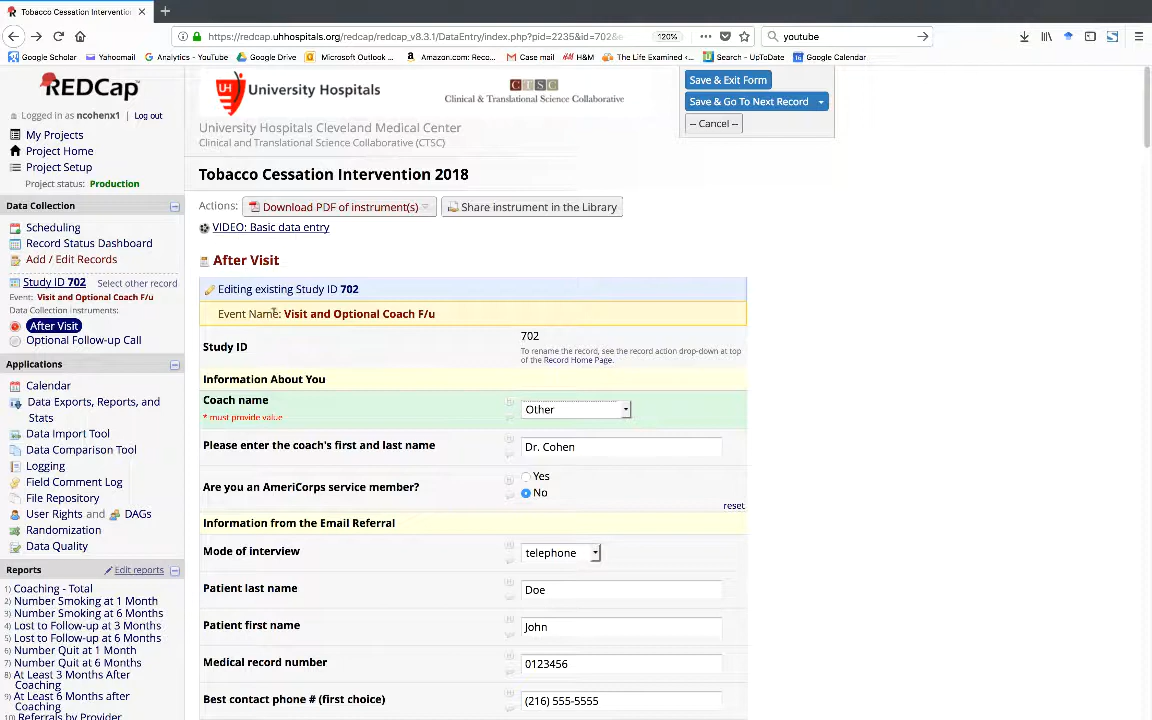 Tobacco Cessation Interventio
https://redcap.uhhospitals.org/redcap/redcap_v8.3.1/DataEntry/index.php?pid=2235&id=702&e
120%
youtube
Google Scholar
Yahoomail
Analytics - YouTube
Google Drive
Microsoft Outlook ...
Amazon.com: Reco...
Case mail
H&M
The Life Examined ‹...
Search - UpToDate
Google Calendar
REDCap
Logged in as ncohenx1 | Log out
My Projects
Project Home
Project Setup
Project status: Production
Data Collection
Scheduling
Record Status Dashboard
Add / Edit Records
Study ID 702 Select other record
Event: Visit and Optional Coach F/u
Data Collection Instruments:
After Visit
Optional Follow-up Call
Applications
Calendar
Data Exports, Reports, and
Stats
Data Import Tool
Data Comparison Tool
Logging
Field Comment Log
File Repository
User Rights and DAGs
Randomization
Data Quality
Reports
Edit reports
1) Coaching - Total
2) Number Smoking at 1 Month
3) Number Smoking at 6 Months
4) Lost to Follow-up at 3 Months
5) Lost to Follow-up at 6 Months
6) Number Quit at 1 Month
7) Number Quit at 6 Months
8) At Least 3 Months After
Coaching
9) At Least 6 Months after
Coaching
10) Referrals by Provider
UH University Hospitals
CTSC
Clinical & Translational Science Collaborative
University Hospitals Cleveland Medical Center
Clinical and Translational Science Collaborative (CTSC)
Save & Exit Form
Save & Go To Next Record
-- Cancel --
Tobacco Cessation Intervention 2018
Actions:
Download PDF of instrument(s)
Share instrument in the Library
VIDEO: Basic data entry
After Visit
Editing existing Study ID 702
Event Name: Visit and Optional Coach F/u
Study ID
702
To rename the record, see the record action drop-down at top
of the Record Home Page.
Information About You
Coach name
* must provide value
Other
Please enter the coach's first and last name
Dr. Cohen
Are you an AmeriCorps service member?
Yes
No
reset
Information from the Email Referral
Mode of interview
telephone
Patient last name
Doe
Patient first name
John
Medical record number
0123456
Best contact phone # (first choice)
(216) 555-5555